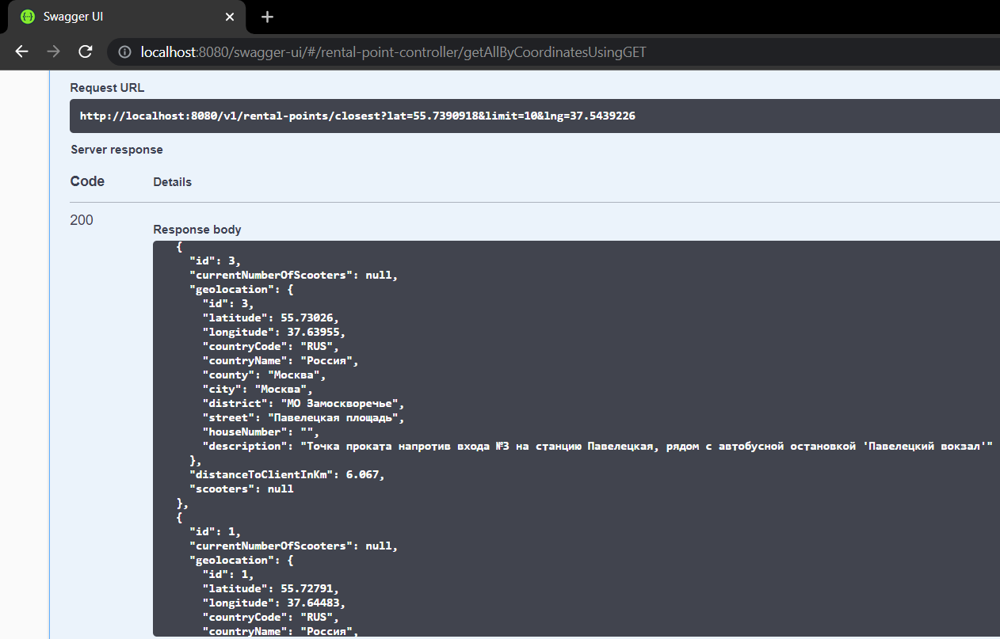 Swagger UI
localhost:8080/swagger-ui/#/rental-point-controller/getAllByCoordinatesUsingGET
Request URL
http://localhost:8080/v1/rental-points/closest?lat=55.7390918&limit=10&lng=37.5439226
Server response
Code Details
200
Response body
{
"id": 3,
"currentNumberOfScooters": null,
"geolocation": {
"id": 3,
"latitude": 55.73026,
"longitude": 37.63955,
"countryCode": "RUS",
"countryName": "Россия",
"county": "Москва",
"city": "Москва",
"district": "МО Замоскворечье",
"street": "Павелецкая площадь",
"houseNumber": "",
"description": "Точка проката напротив входа №3 на станцию Павелецкая, рядом с автобусной остановкой 'Павелецкий вокзал'"
},
"distanceToClientInKm": 6.067,
"scooters": null
},
{
"id": 1,
"currentNumberOfScooters": null,
"geolocation": {
"id": 1,
"latitude": 55.72791,
"longitude": 37.64483,
"countryCode": "RUS",
"countryName": "Россия",